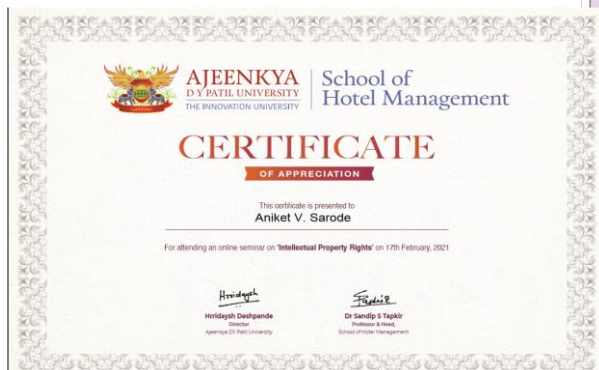 AJEENKYA
D Y PATIL UNIVERSITY
THE INNOVATION UNIVERSITY
School of
Hotel Management
CERTIFICATE
OF APPRECIATION
This certificate is presented to
Aniket V. Sarode
For attending an online seminar on 'Intellectual Property Rights' on 17th February, 2021
Hrridaysh
Hrridaysh Deshpande
Director
Ajeenkya DY Patil University
Dr Sandip S Tapkir
Professor & Head,
School of Hotel Management